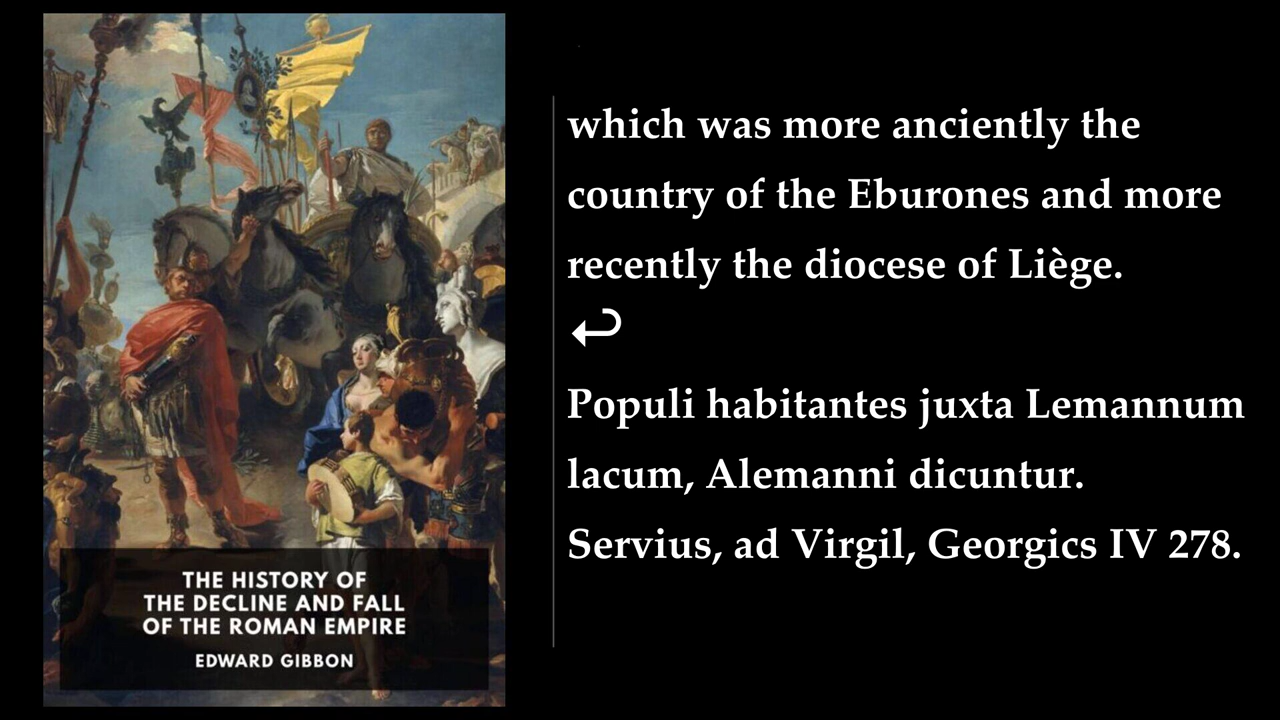 THE HISTORY OF
THE DECLINE AND FALL
OF THE ROMAN EMPIRE
EDWARD GIBBON
which was more anciently the
country of the Eburones and more
recently the diocese of Liège.
↩
Populi habitantes juxta Lemannum
lacum, Alemanni dicuntur.
Servius, ad Virgil, Georgics IV 278.